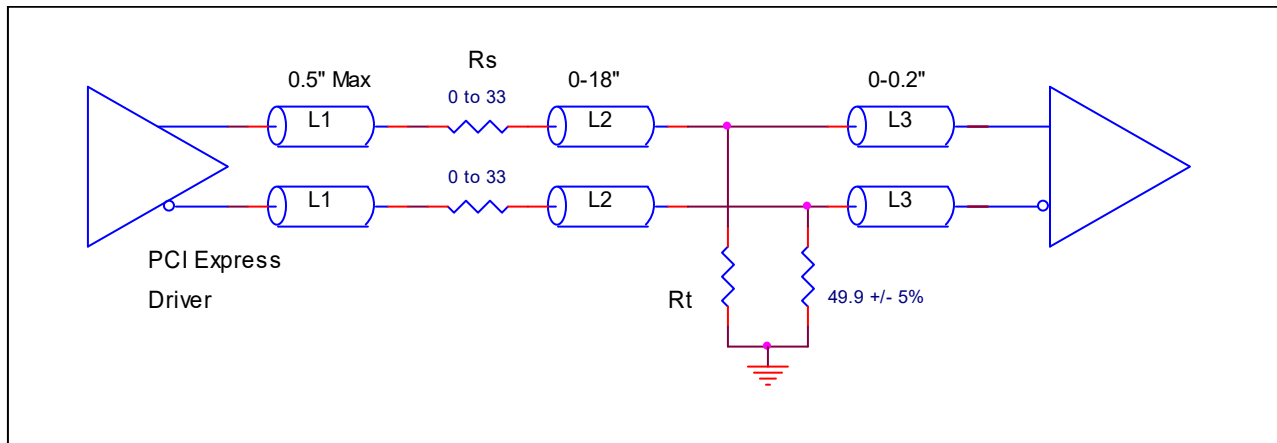 Rs
0.5" Max
0-18"
0-0.2"
0 to 33
L1
L2
L3
0 to 33
L1
L2
L3
PCI Express
Driver
Rt
49.9 +/- 5%